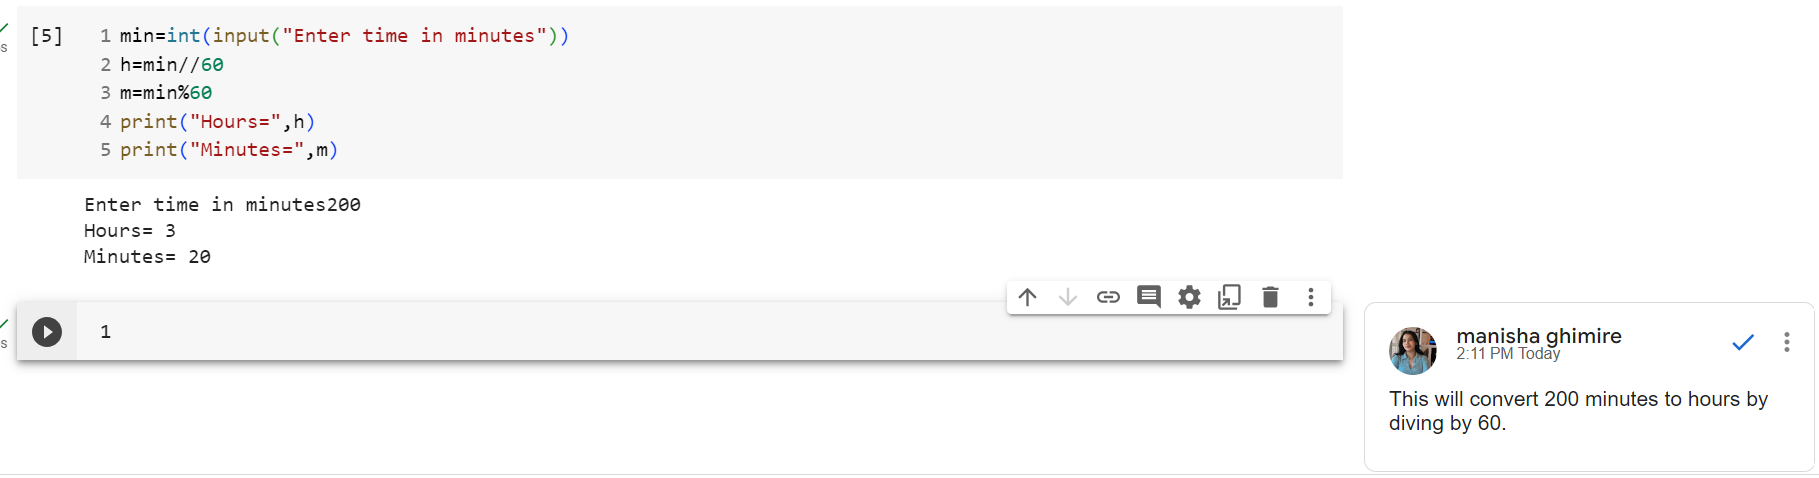 [5]
1 min=int(input("Enter time in minutes"))
2 h=min//60
3 m=min%60
4 print("Hours=",h)
5 print("Minutes=",m)
s
Enter time in minutes200
Hours= 3
Minutes= 20
1
s
manisha ghimire
2:11 PM Today
This will convert 200 minutes to hours by
diving by 60.